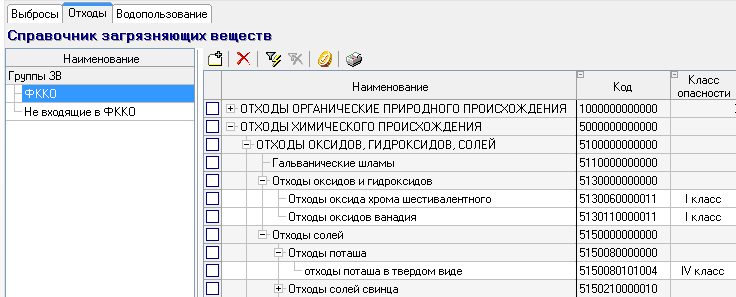 Выбросы Отходы Водопользование
Справочник загрязняющих веществ
Наименование
Группы ЗВ
ФККО
Не входящие в ФККО
Наименование Код Класс опасности
ОТХОДЫ ОРГАНИЧЕСКИЕ ПРИРОДНОГО ПРОИСХОЖДЕНИЯ 1000000000000
ОТХОДЫ ХИМИЧЕСКОГО ПРОИСХОЖДЕНИЯ 5000000000000
ОТХОДЫ ОКСИДОВ, ГИДРОКСИДОВ, СОЛЕЙ 5100000000000
Гальванические шламы 5110000000000
Отходы оксидов и гидроксидов 5130000000000
Отходы оксида хрома шестивалентного 5130060000011 I класс
Отходы оксидов ванадия 5130110000011 I класс
Отходы солей 5150000000000
Отходы поташа 5150080000000
отходы поташа в твердом виде 5150080101004 IV класс
Отходы солей свинца 5150210000010